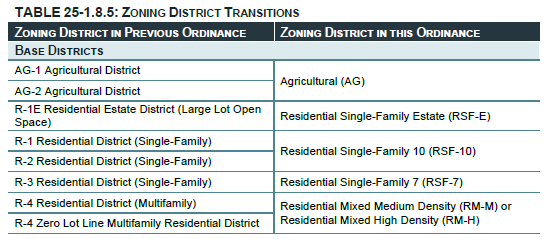 TABLE 25-1.8.5: ZONING DISTRICT TRANSITIONS
ZONING DISTRICT IN PREVIOUS ORDINANCE ZONING DISTRICT IN THIS ORDINANCE
BASE DISTRICTS
AG-1 Agricultural District
AG-2 Agricultural District
Agricultural (AG)
R-1E Residential Estate District (Large Lot Open
Space)
Residential Single-Family Estate (RSF-E)
R-1 Residential District (Single-Family)
R-2 Residential District (Single-Family)
Residential Single-Family 10 (RSF-10)
R-3 Residential District (Single-Family)
Residential Single-Family 7 (RSF-7)
R-4 Residential District (Multifamily)
R-4 Zero Lot Line Multifamily Residential District
Residential Mixed Medium Density (RM-M) or
Residential Mixed High Density (RM-H)